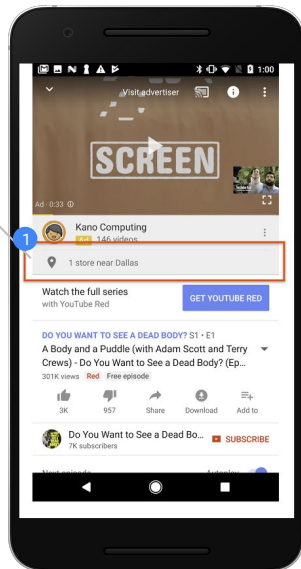 1:00
Visit advertiser
SCREEN
Ad · 0:33
Kano Computing
Ad 146 videos
1
1 store near Dallas
Watch the full series
with YouTube Red
GET YOUTUBE RED
DO YOU WANT TO SEE A DEAD BODY? S1 • E1
A Body and a Puddle (with Adam Scott and Terry
Crews) - Do You Want to See a Dead Body? (Ep...
301K views Red Free episode
3K 957 Share Download Add to
Do You Want to See a Dead Bo...
SUBSCRIBE
7K subscribers
Next episode Autoplay